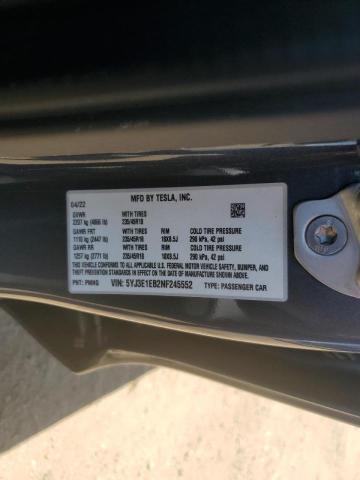 MFD BY TESLA, INC.
04/22
GVWR WITH TIRES
2207 kg (4866 lb) 235/45R18
GAWR FRT WITH TIRES RIM COLD TIRE PRESSURE
1110 kg (2447 lb) 235/45R18 18X8.5J 290 kPa, 42 psi
GAWR RR WITH TIRES RIM COLD TIRE PRESSURE
1257 kg (2771 lb) 235/45R18 18X8.5J 290 kPa, 42 psi
THIS VEHICLE CONFORMS TO ALL APPLICABLE U.S. FEDERAL MOTOR VEHICLE SAFETY, BUMPER, AND
THEFT PREVENTION STANDARDS IN EFFECT ON THE DATE OF MANUFACTURE SHOWN ABOVE.
PNT: PMNG VIN: 5YJ3E1EB2NF245552 TYPE: PASSENGER CAR